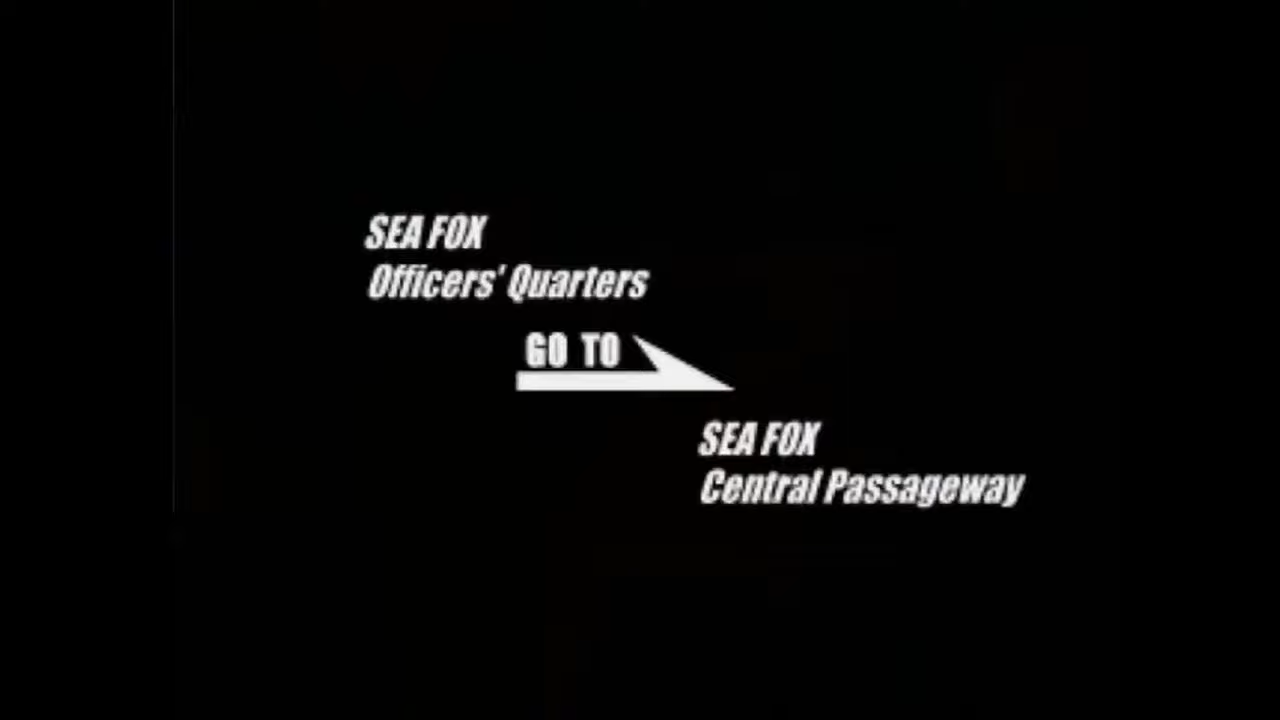 SEA FOX
Officers' Quarters
GO TO
SEA FOX
Central Passageway